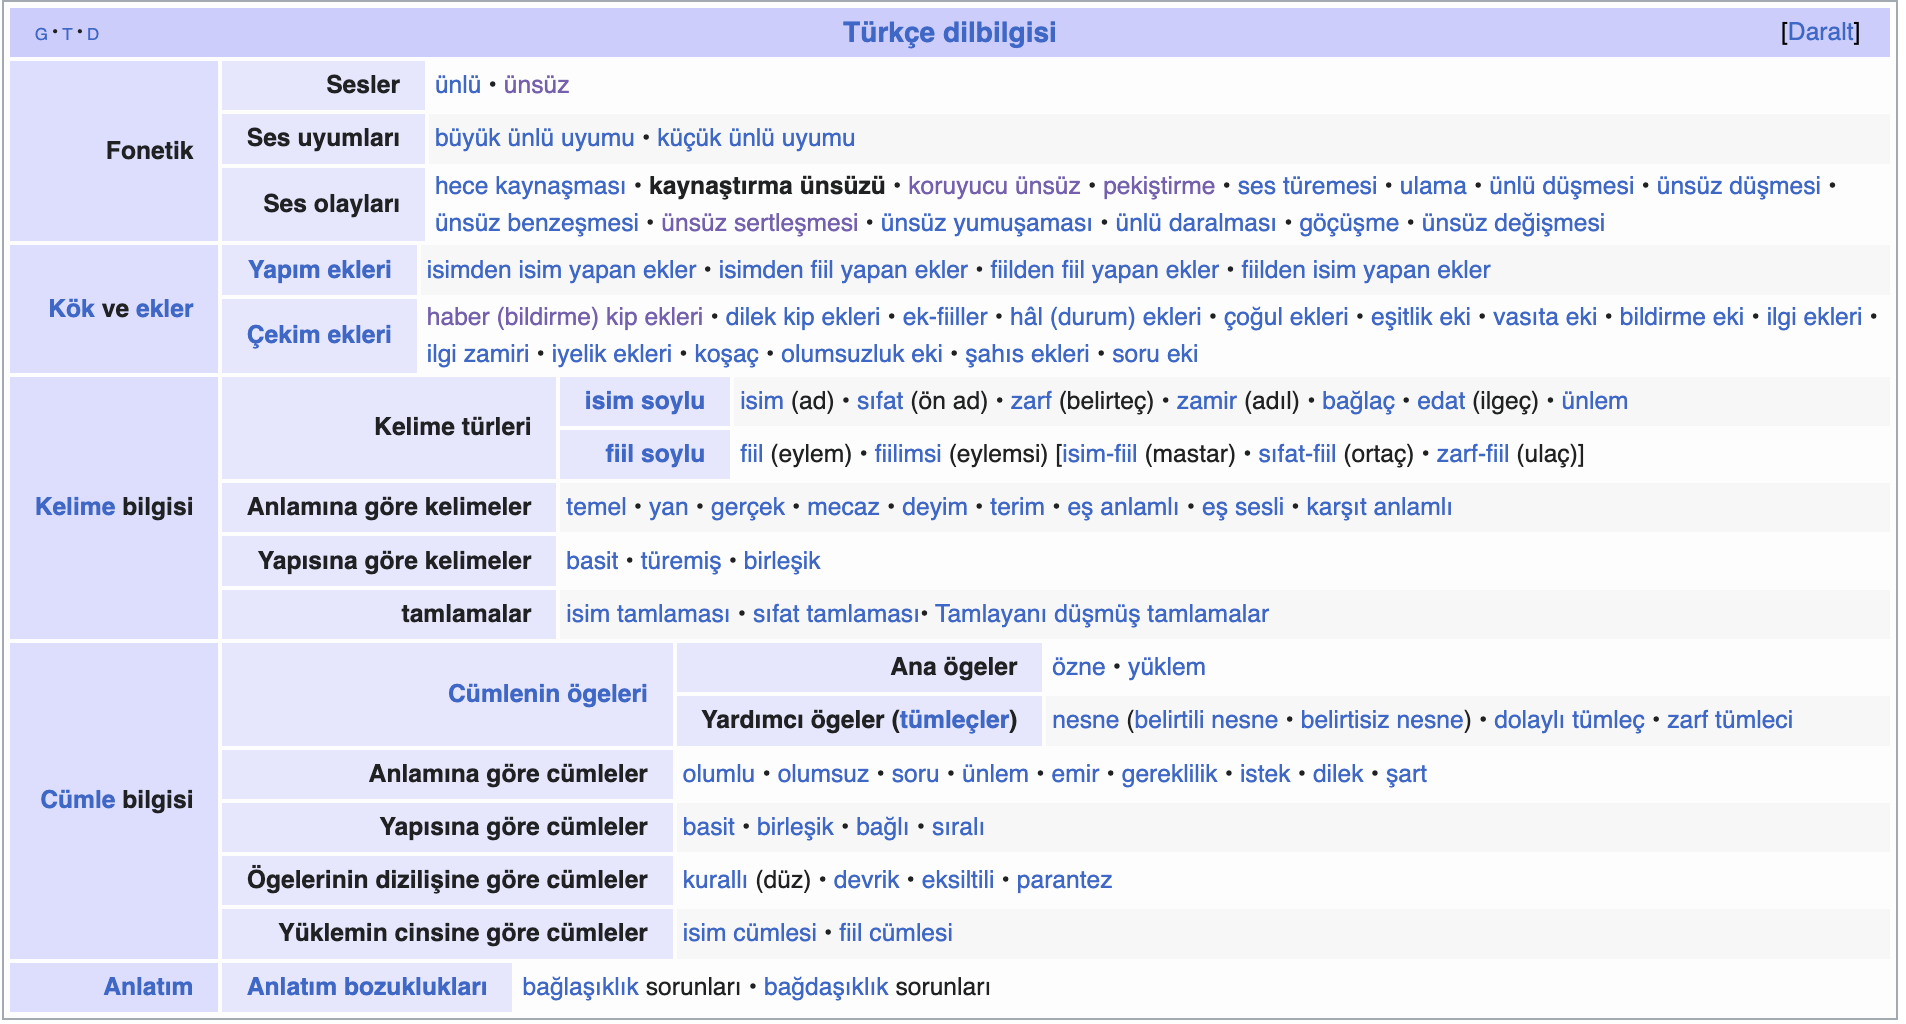 G • T • D Türkçe dilbilgisi [Daralt]
Fonetik
Sesler ünlü • ünsüz
Ses uyumları büyük ünlü uyumu • küçük ünlü uyumu
Ses olayları hece kaynaşması • kaynaştırma ünsüzü • koruyucu ünsüz • pekiştirme • ses türemesi • ulama • ünlü düşmesi • ünsüz düşmesi •
ünsüz benzeşmesi • ünsüz sertleşmesi • ünsüz yumuşaması • ünlü daralması • göçüşme • ünsüz değişmesi
Kök ve ekler
Yapım ekleri isimden isim yapan ekler • isimden fiil yapan ekler • fiilden fiil yapan ekler • fiilden isim yapan ekler
Çekim ekleri haber (bildirme) kip ekleri • dilek kip ekleri • ek-fiiller • hâl (durum) ekleri • çoğul ekleri • eşitlik eki • vasıta eki • bildirme eki • ilgi ekleri •
ilgi zamiri • iyelik ekleri • koşaç • olumsuzluk eki • şahıs ekleri • soru eki
Kelime bilgisi
Kelime türleri
isim soylu isim (ad) • sıfat (ön ad) • zarf (belirteç) • zamir (adıl) • bağlaç • edat (ilgeç) • ünlem
fiil soylu fiil (eylem) • fiilimsi (eylemsi) [isim-fiil (mastar) • sıfat-fiil (ortaç) • zarf-fiil (ulaç)]
Anlamına göre kelimeler temel • yan • gerçek • mecaz • deyim • terim • eş anlamlı • eş sesli • karşıt anlamlı
Yapısına göre kelimeler basit • türemiş • birleşik
tamlamalar isim tamlaması • sıfat tamlaması• Tamlayanı düşmüş tamlamalar
Cümle bilgisi
Cümlenin ögeleri
Ana ögeler özne • yüklem
Yardımcı ögeler (tümleçler) nesne (belirtili nesne • belirtisiz nesne) • dolaylı tümleç • zarf tümleci
Anlamına göre cümleler olumlu • olumsuz • soru • ünlem • emir • gereklilik • istek • dilek • şart
Yapısına göre cümleler basit • birleşik • bağlı • sıralı
Ögelerinin dizilişine göre cümleler kurallı (düz) • devrik • eksiltili • parantez
Yüklemin cinsine göre cümleler isim cümlesi • fiil cümlesi
Anlatım Anlatım bozuklukları bağlaşıklık sorunları • bağdaşıklık sorunları